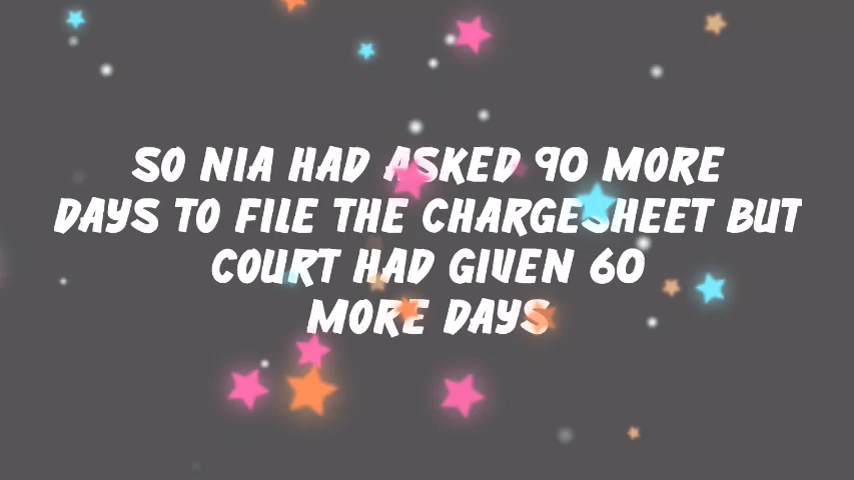 SO NIA HAD ASKED 90 MORE
DAYS TO FILE THE CHARGESHEET BUT
COURT HAD GIVEN 60
MORE DAYS